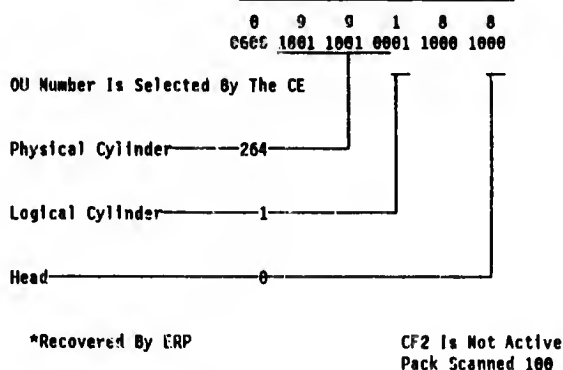 0 9 9 1 8 8
1001 1001 0001 1000 1000
OU Number Is Selected By The CE
Physical Cylinder 264
Logical Cylinder 1
Head 0
*Recovered By ERP CF2 Is Not Active
Pack Scanned 100